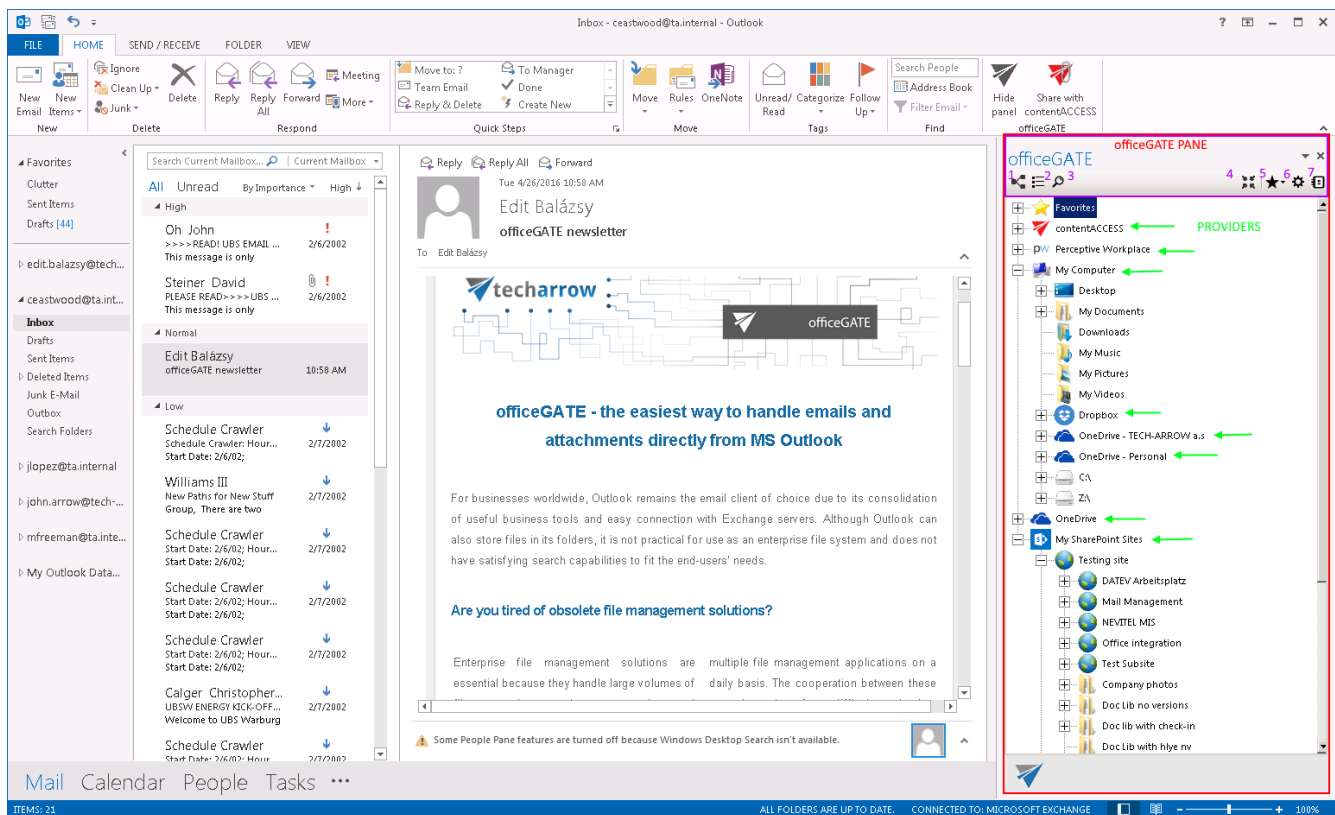 Inbox - ceastwood@ta.internal - Outlook
FILE HOME SEND / RECEIVE FOLDER VIEW
New Email
New Items
New
Ignore
Clean Up
Junk
Delete
Delete
Reply
Reply All
Forward
Meeting
More
Respond
Move to: ?
Team Email
Reply & Delete
To Manager
Done
Create New
Quick Steps
Move
Rules
OneNote
Move
Unread/ Read
Categorize
Follow Up
Tags
Search People
Address Book
Filter Email
Find
Hide panel
Share with contentACCESS
officeGATE
Favorites
Clutter
Sent Items
Drafts [44]
edit.balazsy@tech...
ceastwood@ta.int...
Inbox
Drafts
Sent Items
Deleted Items
Junk E-Mail
Outbox
Search Folders
jlopez@ta.internal
john.arrow@tech-...
mfreeman@ta.inte...
My Outlook Data...
Search Current Mailbox... Current Mailbox
All Unread By Importance High
High
Oh John
>>>>READ! UBS EMAIL ... 2/6/2002
This message is only
Steiner David
PLEASE READ>>>>UBS ... 2/6/2002
This message is only
Normal
Edit Balázsy
officeGATE newsletter 10:58 AM
Low
Schedule Crawler
Schedule Crawler: Hour... 2/7/2002
Start Date: 2/6/02;
Williams III
New Paths for New Stuff 2/7/2002
Group, There are two
Schedule Crawler
Start Date: 2/6/02; Hour... 2/7/2002
Start Date: 2/6/02;
Schedule Crawler
Start Date: 2/6/02; Hour... 2/7/2002
Start Date: 2/6/02;
Schedule Crawler
Start Date: 2/6/02; Hour... 2/7/2002
Start Date: 2/6/02;
Calger Christopher...
UBSW ENERGY KICK-OFF... 2/7/2002
Welcome to UBS Warburg
Schedule Crawler
Start Date: 2/6/02; Hour 2/7/2002
Reply Reply All Forward
Tue 4/26/2016 10:58 AM
Edit Balázsy
officeGATE newsletter
To Edit Balázsy
techarrow
officeGATE
officeGATE - the easiest way to handle emails and
attachments directly from MS Outlook
For businesses worldwide, Outlook remains the email client of choice due to its consolidation
of useful business tools and easy connection with Exchange servers. Although Outlook can
also store files in its folders, it is not practical for use as an enterprise file system and does not
have satisfying search capabilities to fit the end-users' needs.
Are you tired of obsolete file management solutions?
Enterprise file management solutions are
essential because they handle large volumes of
multiple file management applications on a
daily basis. The cooperation between these
Some People Pane features are turned off because Windows Desktop Search isn't available.
officeGATE PANE
officeGATE
1 2 3 4 5 6 7
Favorites
contentACCESS PROVIDERS
pw Perceptive Workplace
My Computer
Desktop
My Documents
Downloads
My Music
My Pictures
My Videos
Dropbox
OneDrive - TECH-ARROW a.s
OneDrive - Personal
C:\
Z:\
OneDrive
My SharePoint Sites
Testing site
DATEV Arbeitsplatz
Mail Management
NEVITEL MIS
Office integration
Test Subsite
Company photos
Doc Lib no versions
Doc lib with check-in
Doc Lib with hlye nv
Mail Calendar People Tasks ...
ITEMS: 21 ALL FOLDERS ARE UP TO DATE. CONNECTED TO: MICROSOFT EXCHANGE 100%